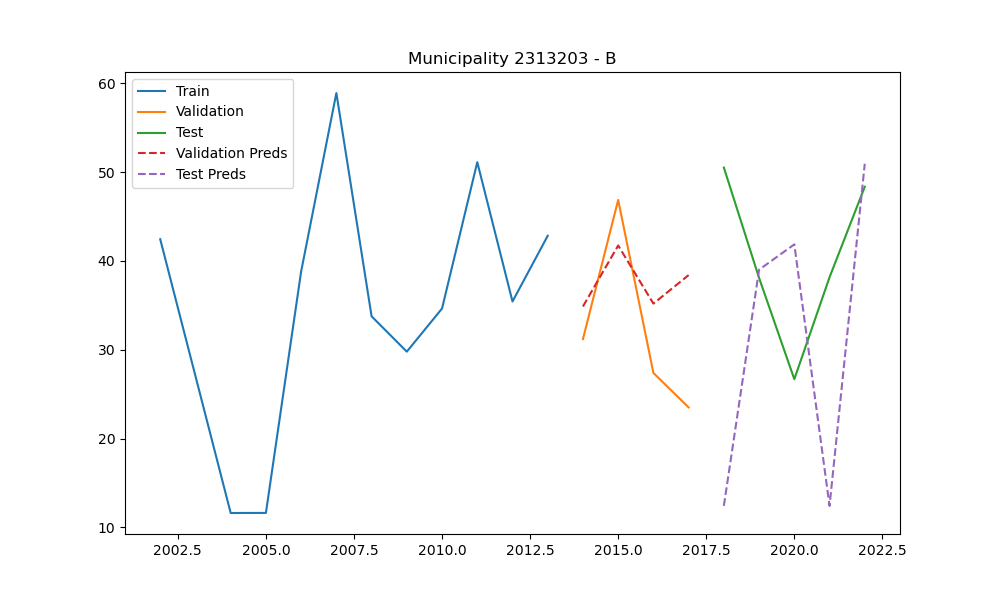 Municipality 2313203 - B
Train
Validation
Test
Validation Preds
Test Preds
60
50
40
30
20
10
2002.5 2005.0 2007.5 2010.0 2012.5 2015.0 2017.5 2020.0 2022.5